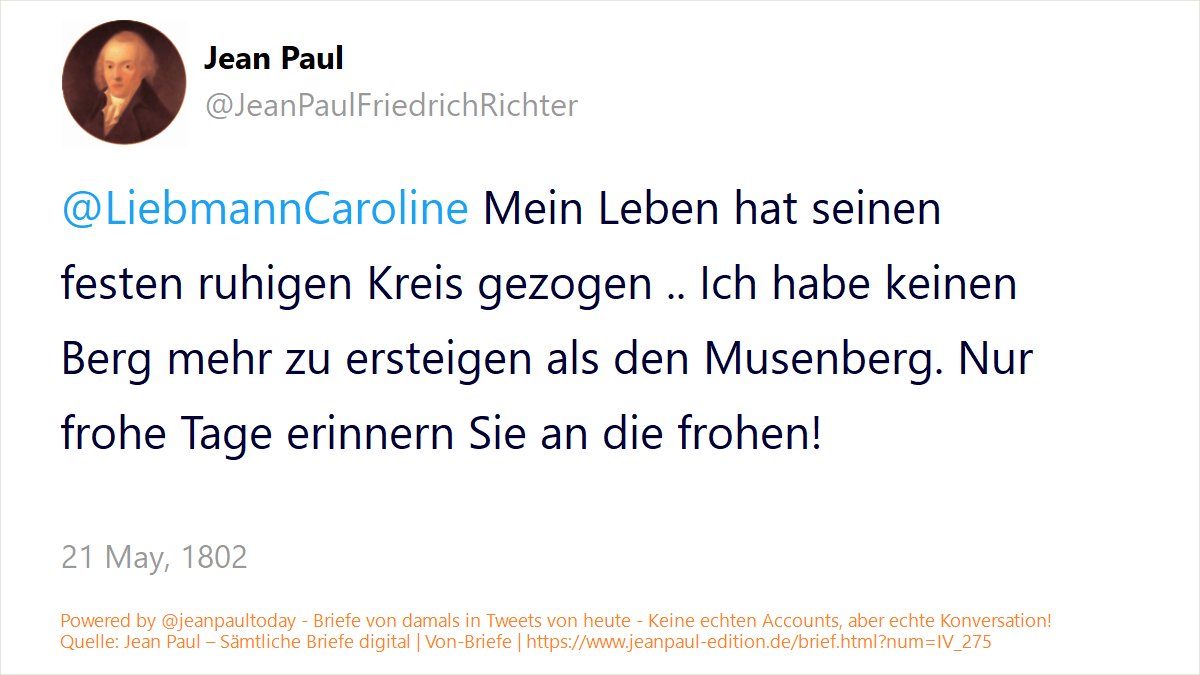 Jean Paul
@JeanPaulFriedrichRichter
@LiebmannCaroline Mein Leben hat seinen
festen ruhigen Kreis gezogen .. Ich habe keinen
Berg mehr zu ersteigen als den Musenberg. Nur
frohe Tage erinnern Sie an die frohen!
21 May, 1802
Powered by @jeanpaultoday - Briefe von damals in Tweets von heute - Keine echten Accounts, aber echte Konversation!
Quelle: Jean Paul – Sämtliche Briefe digital | Von-Briefe | https://www.jeanpaul-edition.de/brief.html?num=IV_275